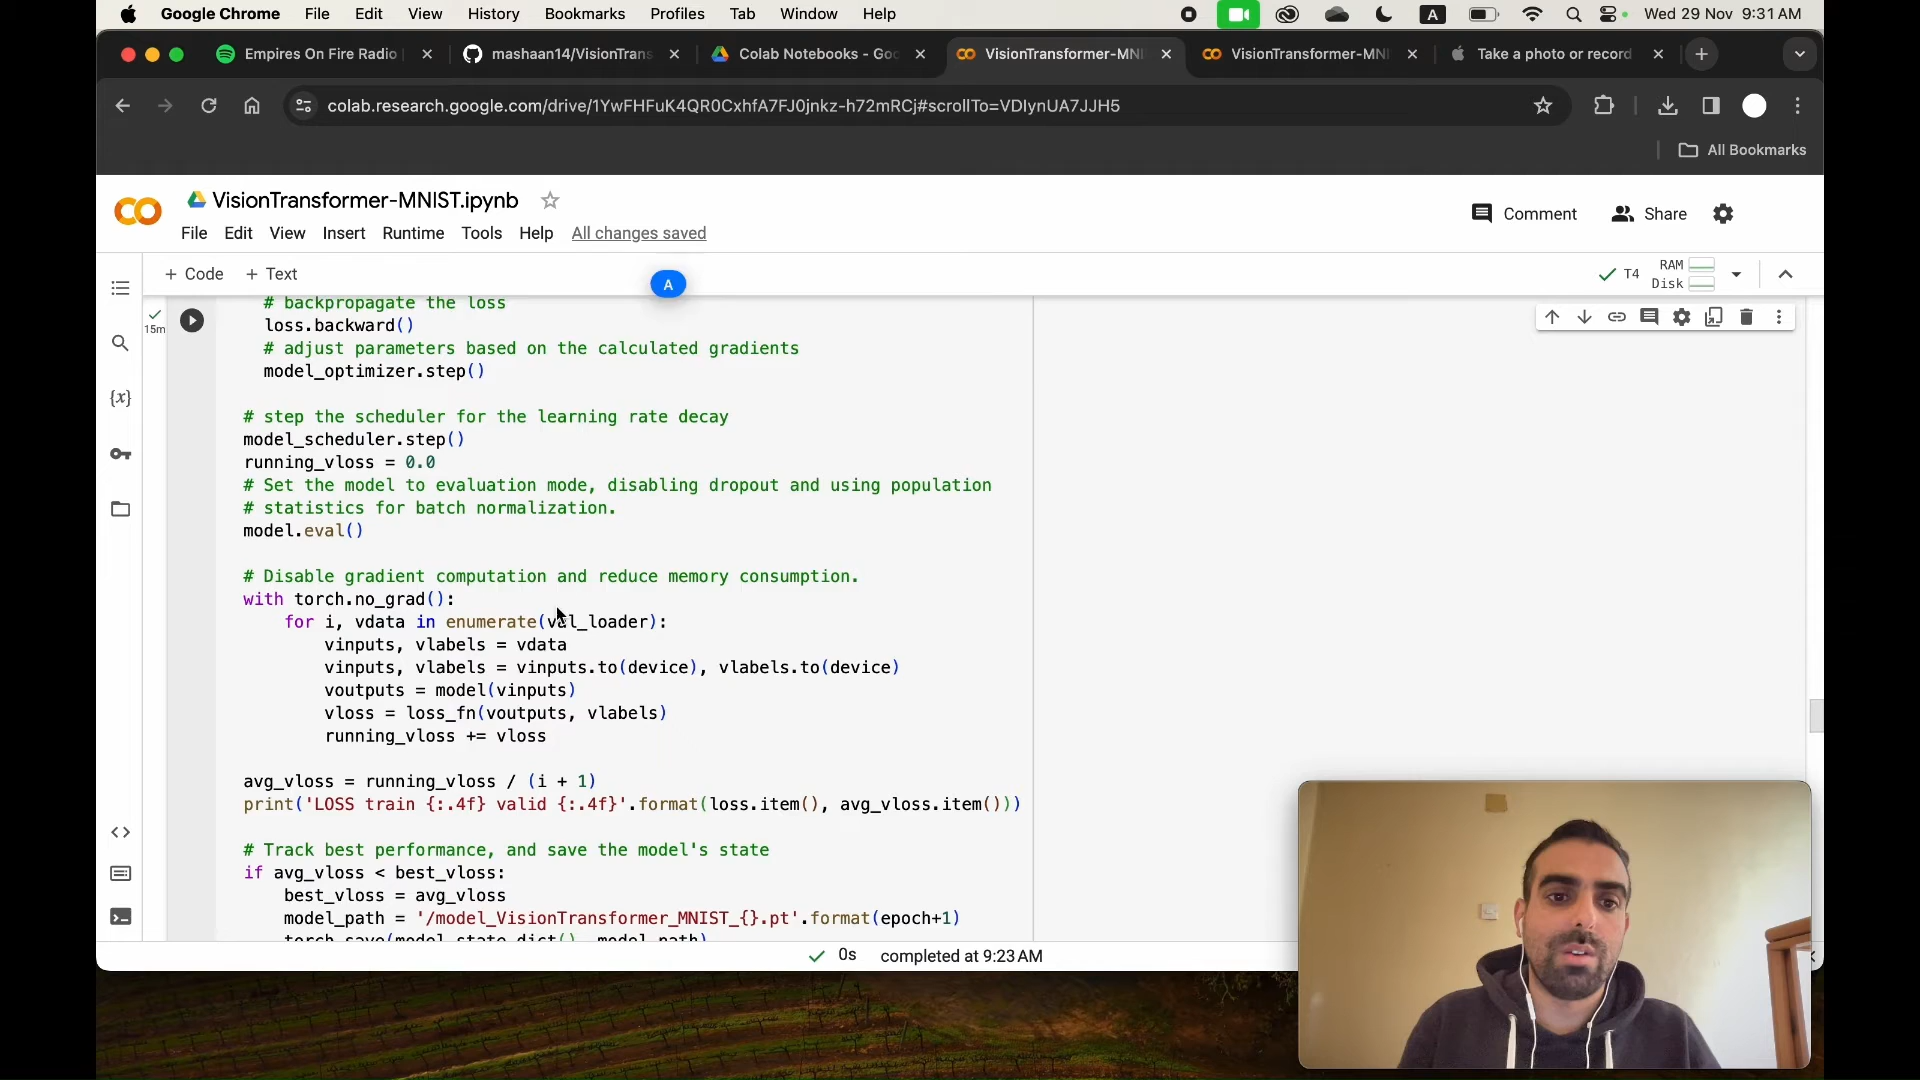 Google Chrome File Edit View History Bookmarks Profiles Tab Window Help A Wed 29 Nov 9:31 AM
Empires On Fire Radio mashaan14/VisionTrans Colab Notebooks - Goo VisionTransformer-MNI VisionTransformer-MNI Take a photo or record
colab.research.google.com/drive/1YwFHFuK4QR0CxhfA7FJ0jnkz-h72mRCj#scrollTo=VDIynUA7JJH5
All Bookmarks
VisionTransformer-MNIST.ipynb
Comment Share
File Edit View Insert Runtime Tools Help All changes saved
+ Code + Text A T4 RAM Disk
15m
# backpropagate the loss
loss.backward()
# adjust parameters based on the calculated gradients
model_optimizer.step()
{x}
# step the scheduler for the learning rate decay
model_scheduler.step()
running_vloss = 0.0
# Set the model to evaluation mode, disabling dropout and using population
# statistics for batch normalization.
model.eval()
# Disable gradient computation and reduce memory consumption.
with torch.no_grad():
for i, vdata in enumerate(val_loader):
vinputs, vlabels = vdata
vinputs, vlabels = vinputs.to(device), vlabels.to(device)
voutputs = model(vinputs)
vloss = loss_fn(voutputs, vlabels)
running_vloss += vloss
avg_vloss = running_vloss / (i + 1)
print('LOSS train {:.4f} valid {:.4f}'.format(loss.item(), avg_vloss.item()))
# Track best performance, and save the model's state
if avg_vloss < best_vloss:
best_vloss = avg_vloss
model_path = '/model_VisionTransformer_MNIST_{}.pt'.format(epoch+1)
torch.save(model.state_dict(), model_path)
0s completed at 9:23 AM